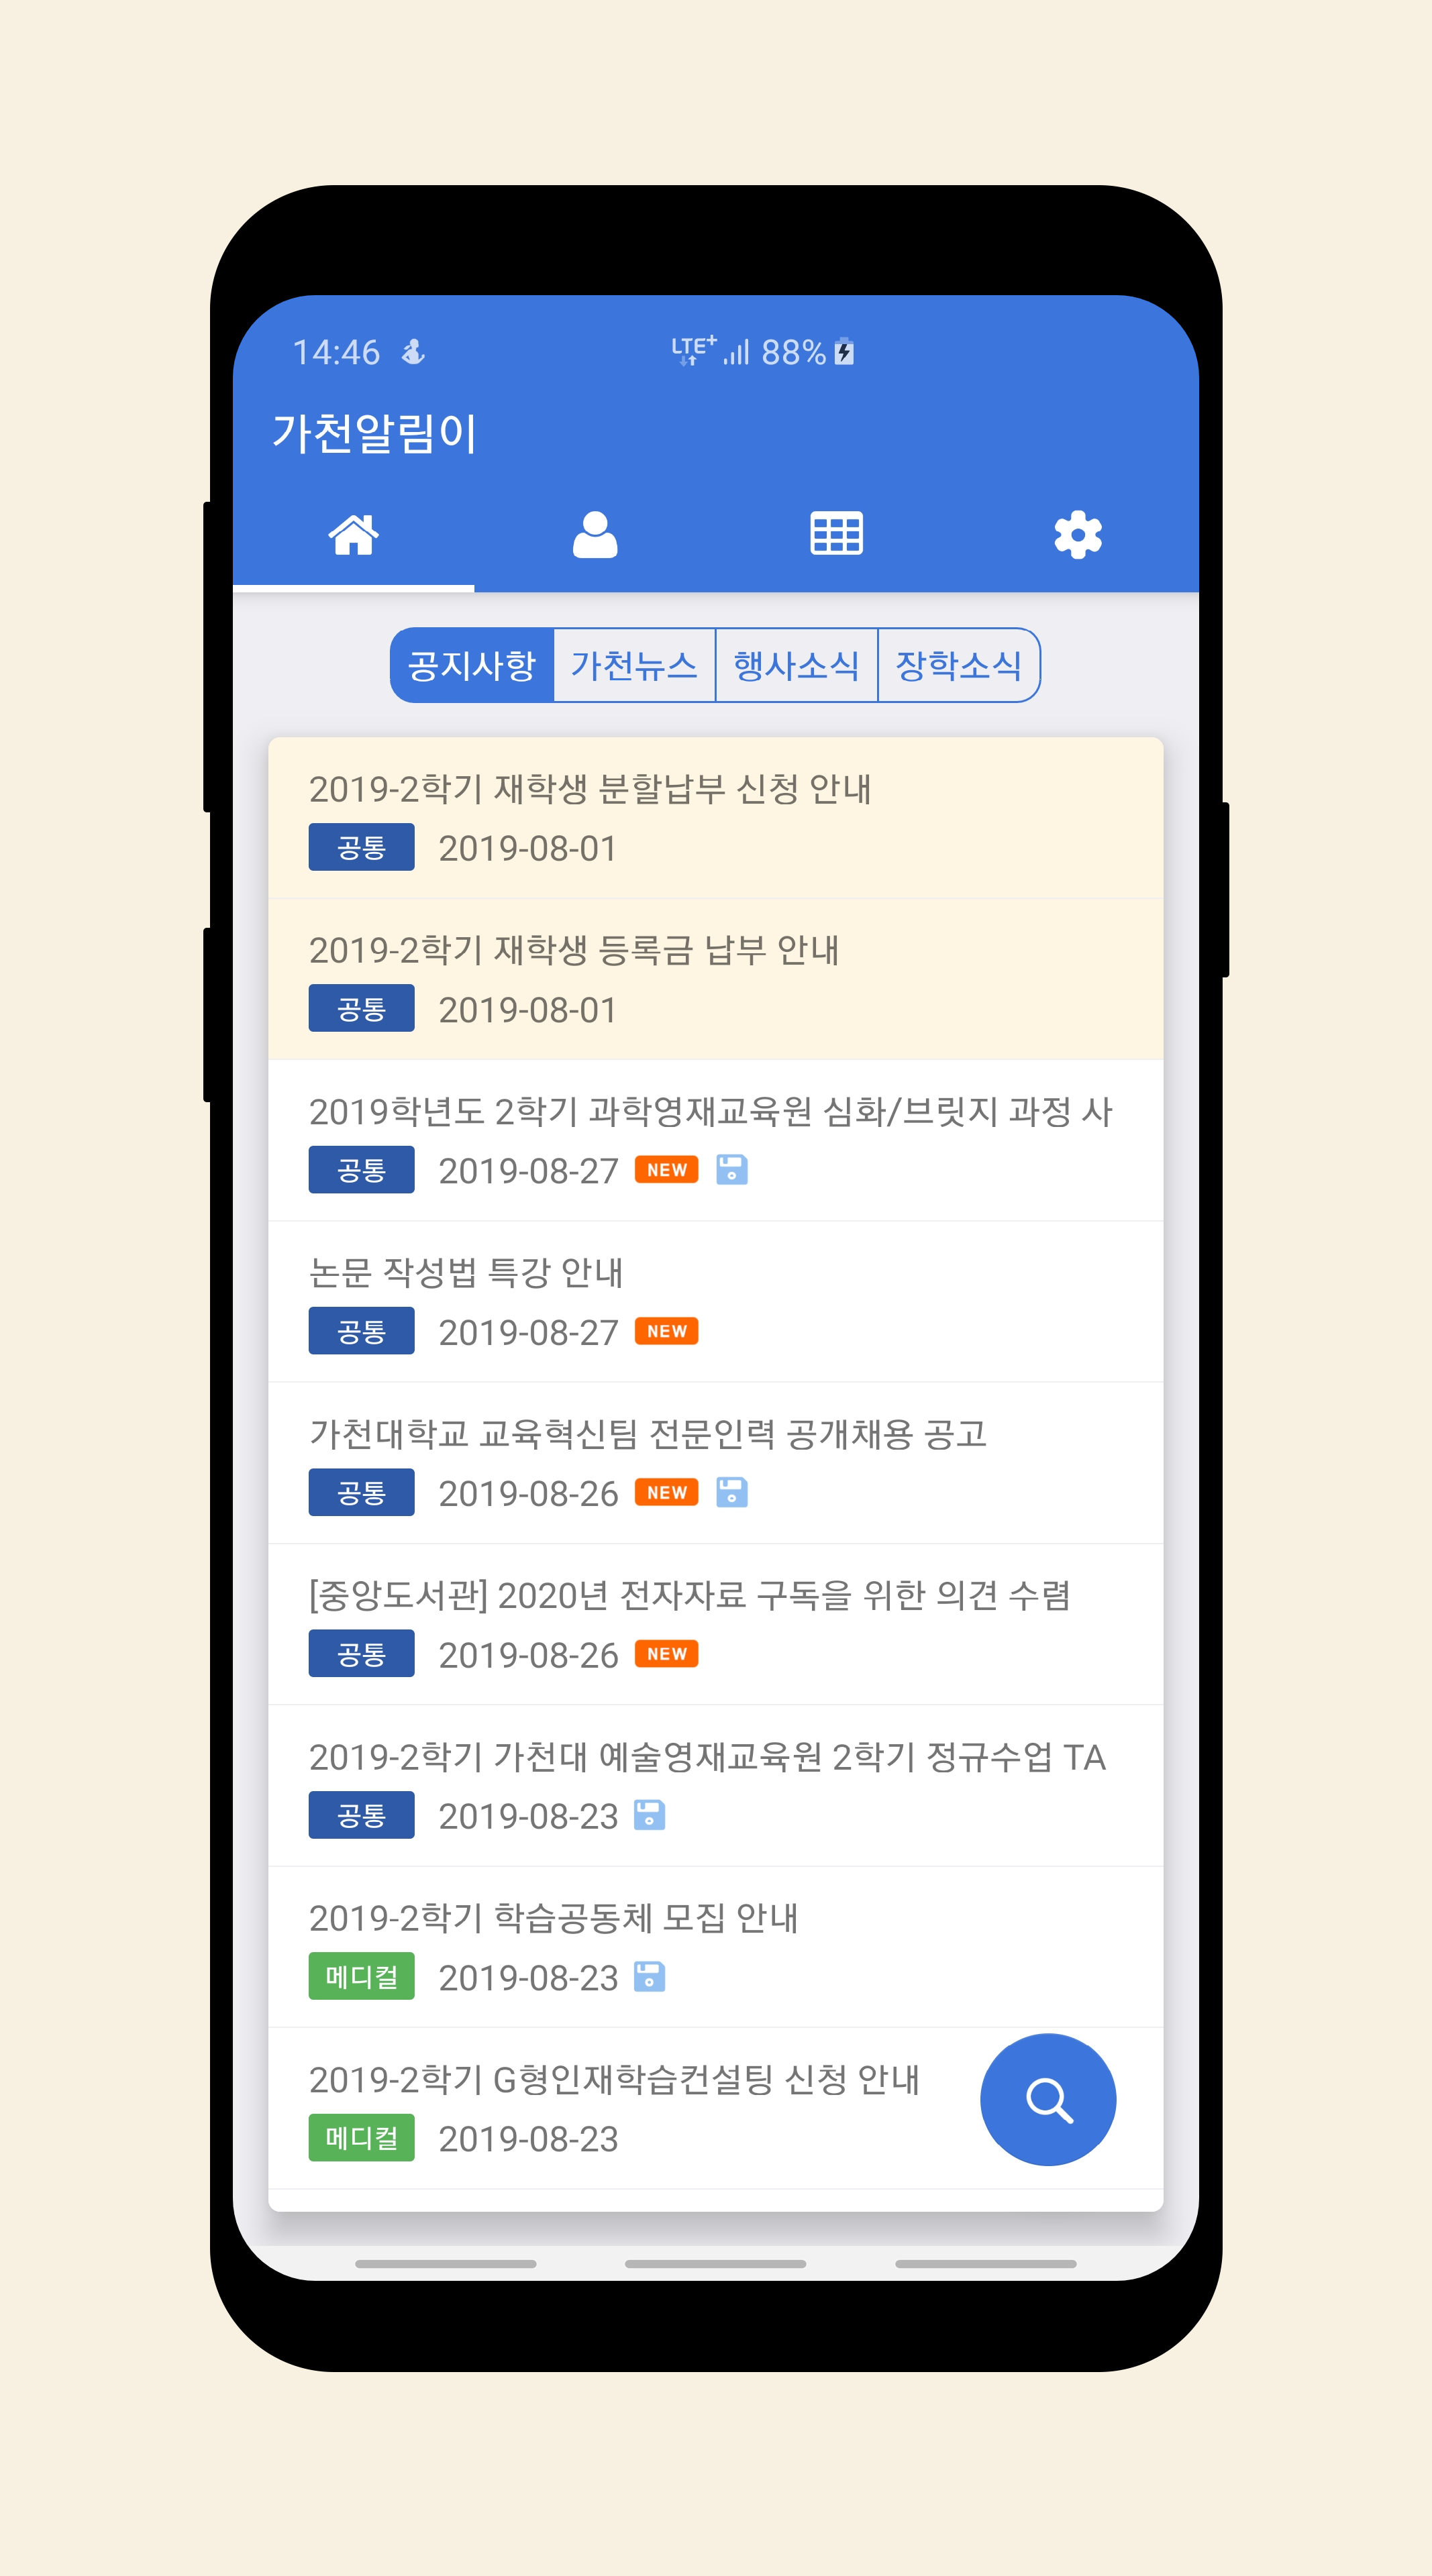 14:46 LTE+ 88%
가천알림이
공지사항 가천뉴스 행사소식 장학소식
2019-2학기 재학생 분할납부 신청 안내
공통 2019-08-01
2019-2학기 재학생 등록금 납부 안내
공통 2019-08-01
2019학년도 2학기 과학영재교육원 심화/브릿지 과정 사
공통 2019-08-27 NEW
논문 작성법 특강 안내
공통 2019-08-27 NEW
가천대학교 교육혁신팀 전문인력 공개채용 공고
공통 2019-08-26 NEW
[중앙도서관] 2020년 전자자료 구독을 위한 의견 수렴
공통 2019-08-26 NEW
2019-2학기 가천대 예술영재교육원 2학기 정규수업 TA
공통 2019-08-23
2019-2학기 학습공동체 모집 안내
메디컬 2019-08-23
2019-2학기 G형인재학습컨설팅 신청 안내
메디컬 2019-08-23